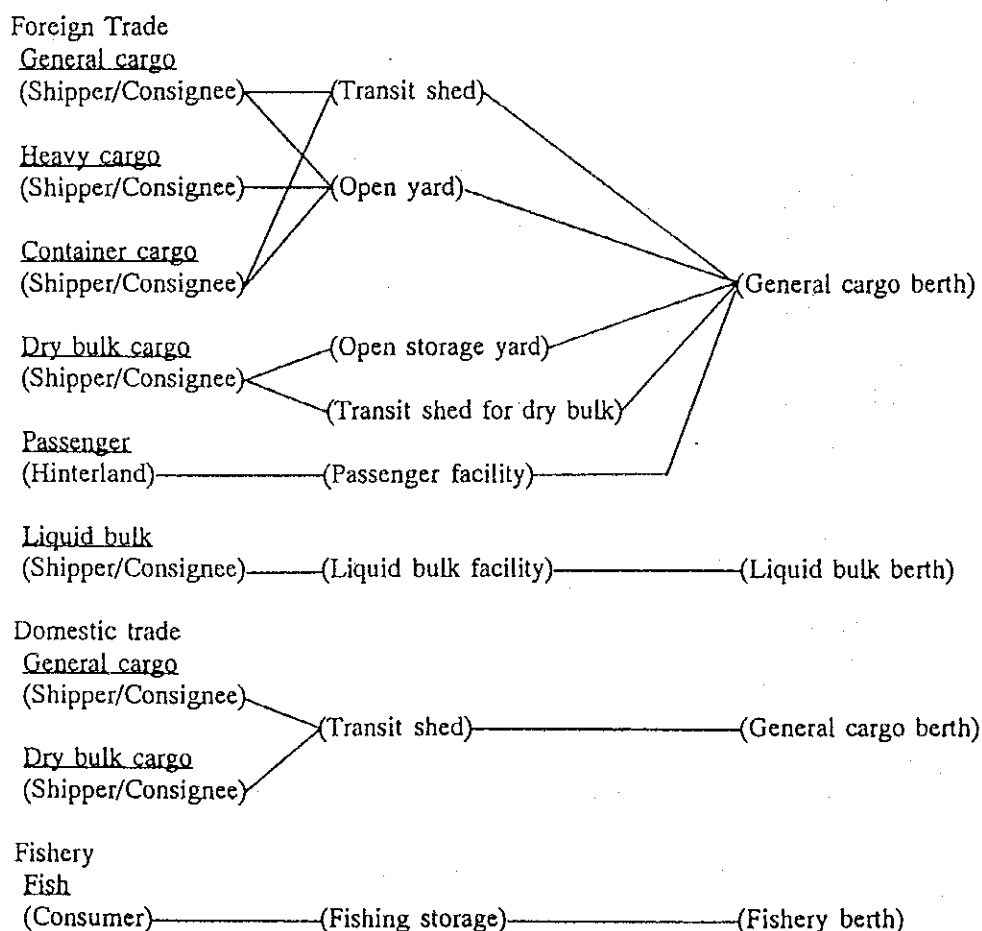 Foreign Trade
General cargo
(Shipper/Consignee) (Transit shed)
Heavy cargo
(Shipper/Consignee) (Open yard)
Container cargo
(Shipper/Consignee) (General cargo berth)
Dry bulk cargo (Open storage yard)
(Shipper/Consignee)
(Transit shed for dry bulk)
Passenger
(Hinterland) (Passenger facility)
Liquid bulk
(Shipper/Consignee) (Liquid bulk facility) (Liquid bulk berth)
Domestic trade
General cargo
(Shipper/Consignee)
(Transit shed) (General cargo berth)
Dry bulk cargo
(Shipper/Consignee)
Fishery
Fish
(Consumer) (Fishing storage) (Fishery berth)